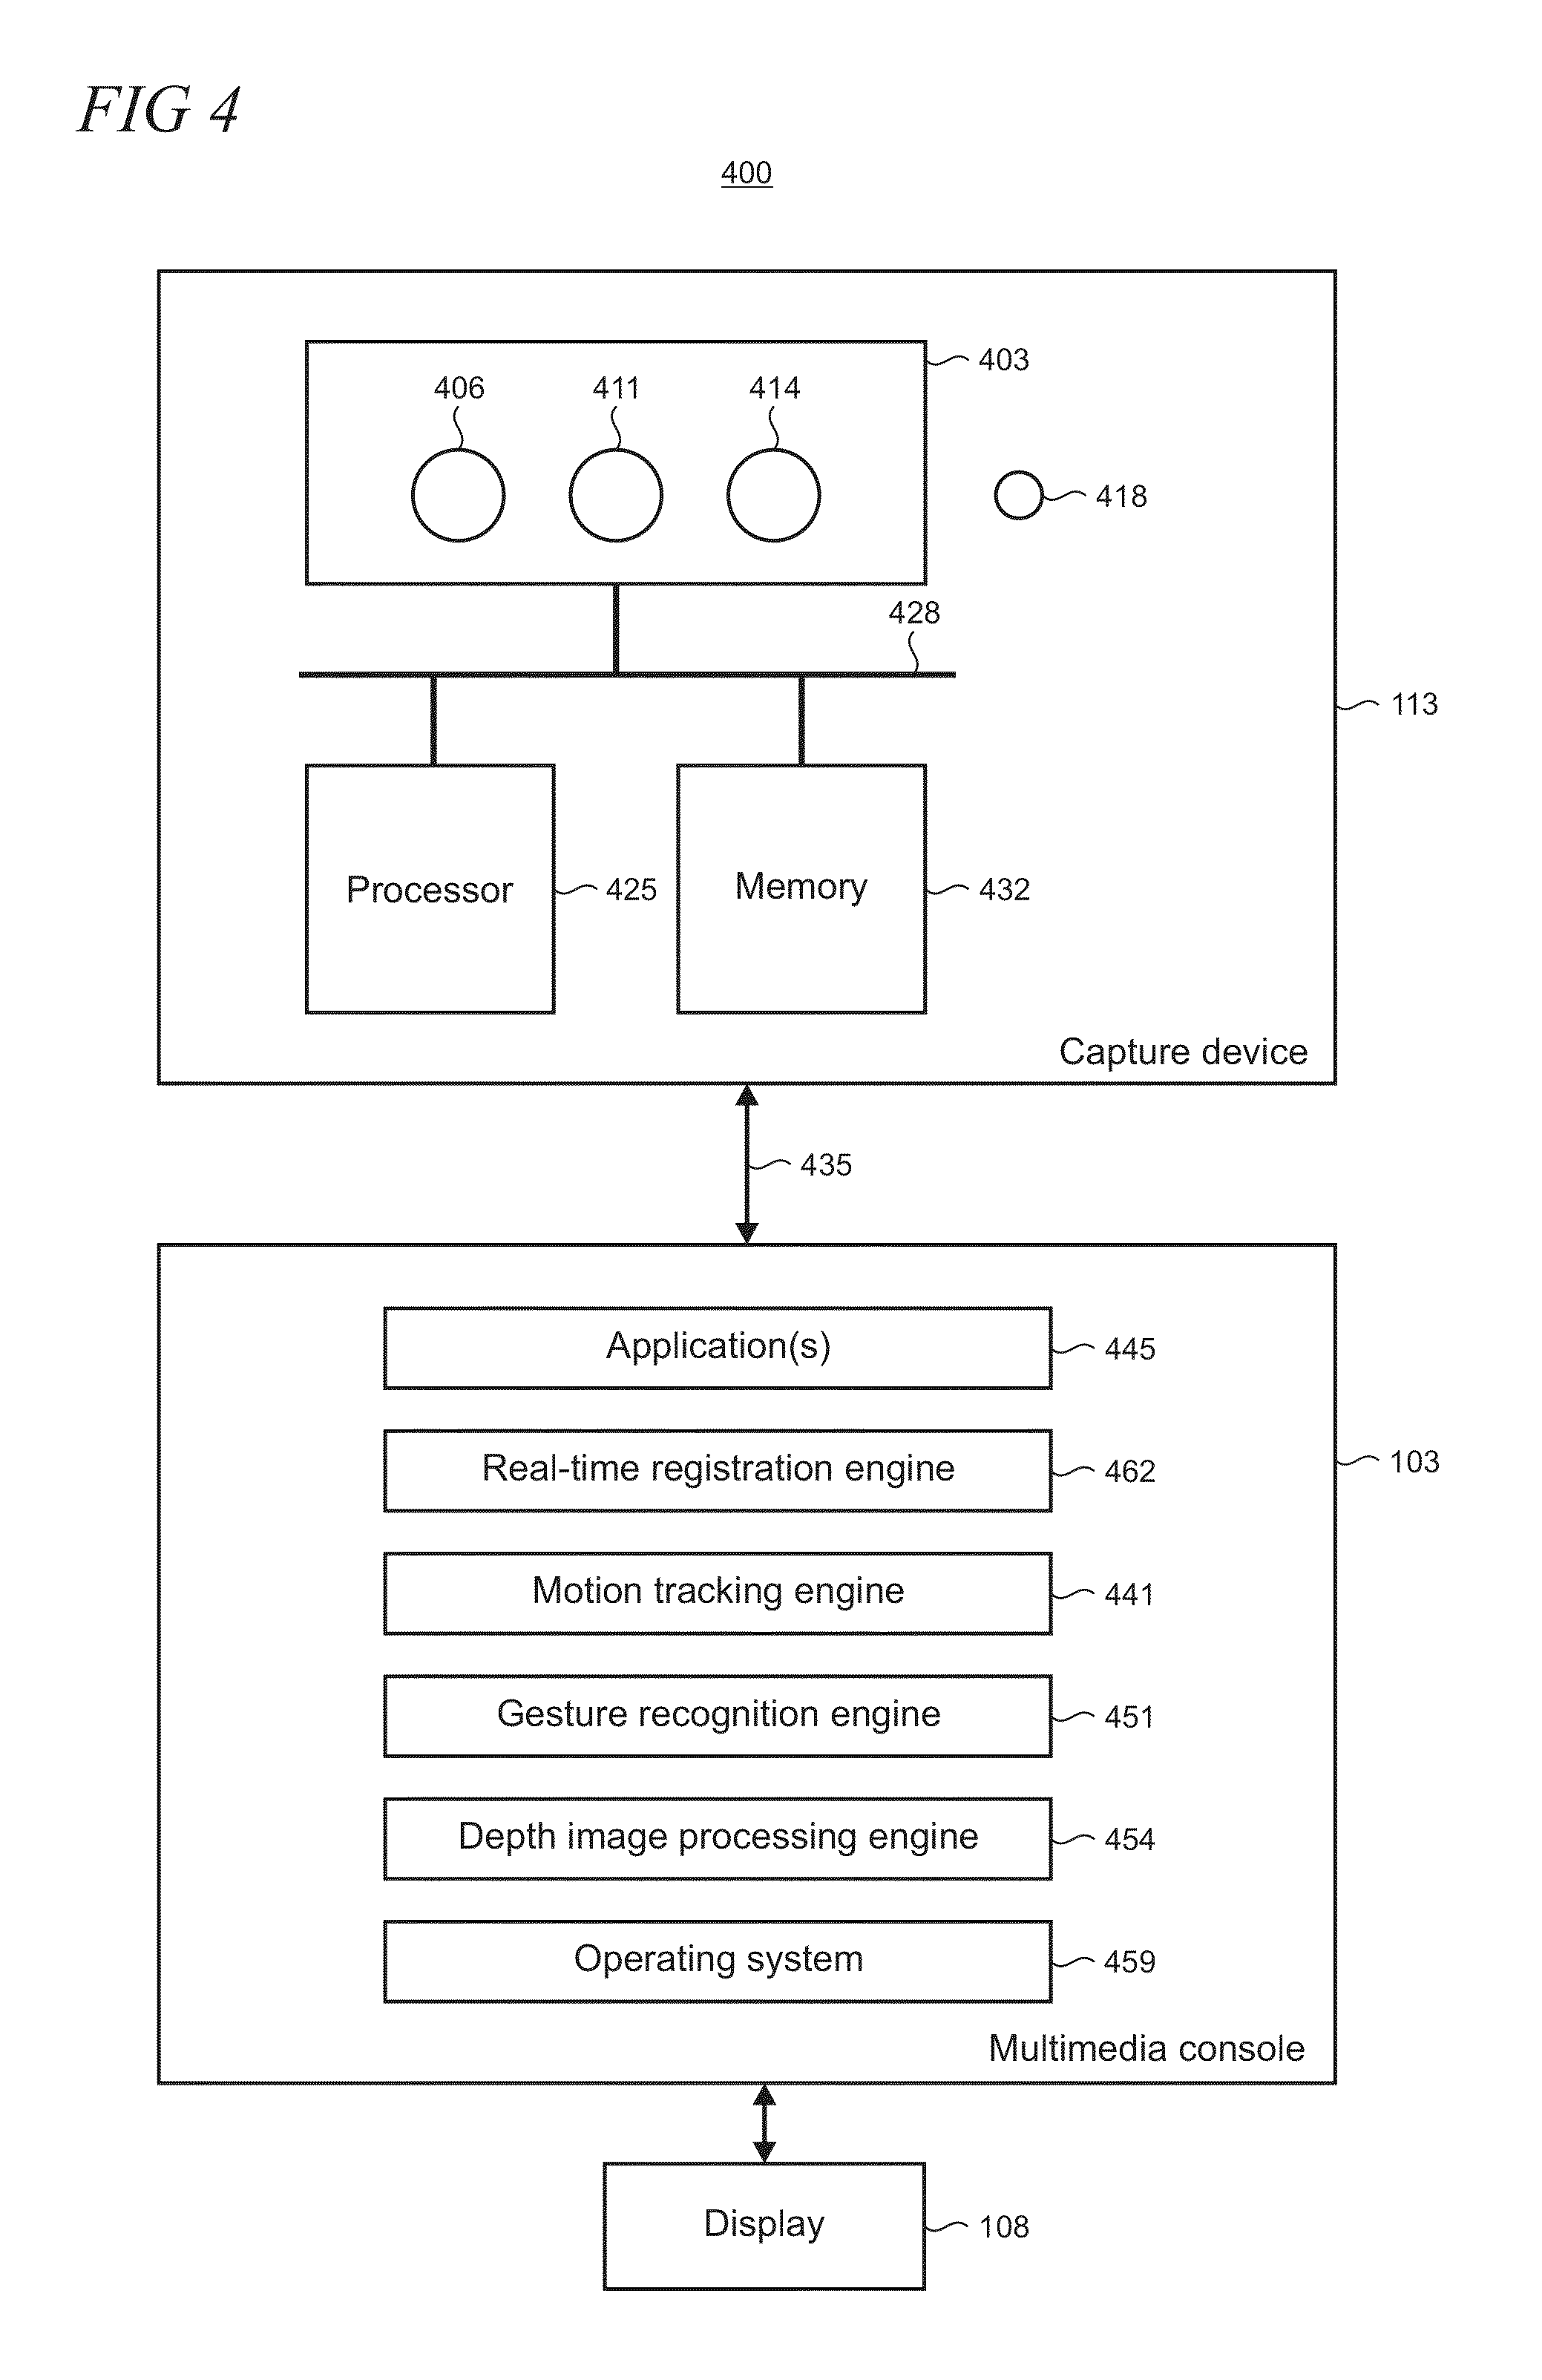 FIG 4
400
403
406
411
414
418
428
113
Processor
425
Memory
432
Capture device
435
Application(s)
445
Real-time registration engine
462
103
Motion tracking engine
441
Gesture recognition engine
451
Depth image processing engine
454
Operating system
459
Multimedia console
Display
108